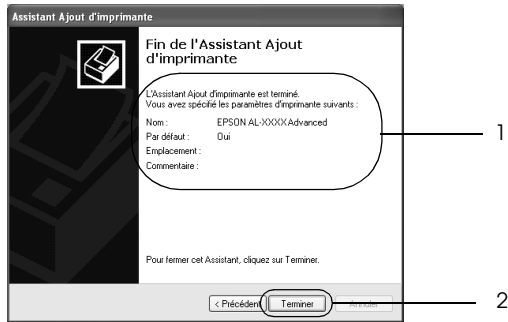 Assistant Ajout d'imprimante
Fin de l'Assistant Ajout
d'imprimante
L'Assistant Ajout d'imprimante est terminé.
Vous avez spécifié les paramètres d'imprimante suivants :
Nom : EPSON AL-XXXX Advanced
Par défaut : Oui
Emplacement :
Commentaire :
1
Pour fermer cet Assistant, cliquez sur Terminer.
< Précédent Terminer Annuler
2